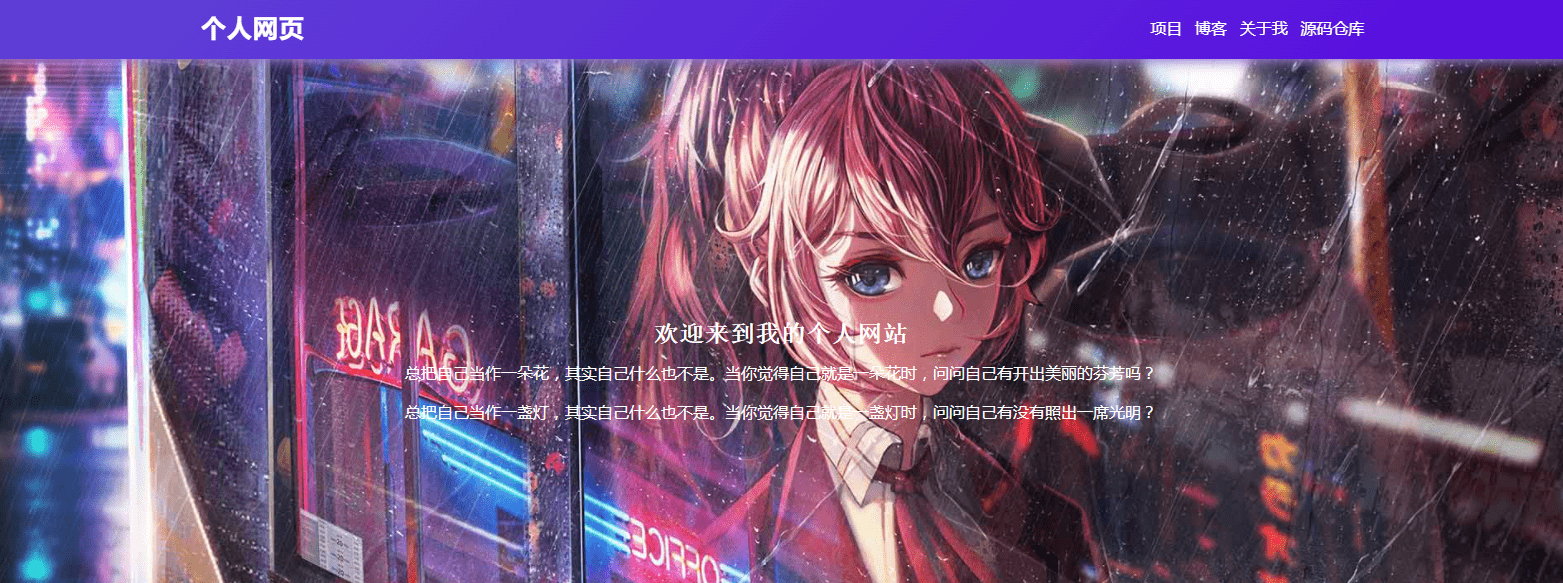 个人网页
项目 博客 关于我 源码仓库
欢迎来到我的个人网站
总把自己当作一朵花，其实自己什么也不是。当你觉得自己就是一朵花时，问问自己有开出美丽的芬芳吗？
总把自己当作一盏灯，其实自己什么也不是。当你觉得自己就是一盏灯时，问问自己有没有照出一席光明？
GARAGE
OFFICE
OFFICE